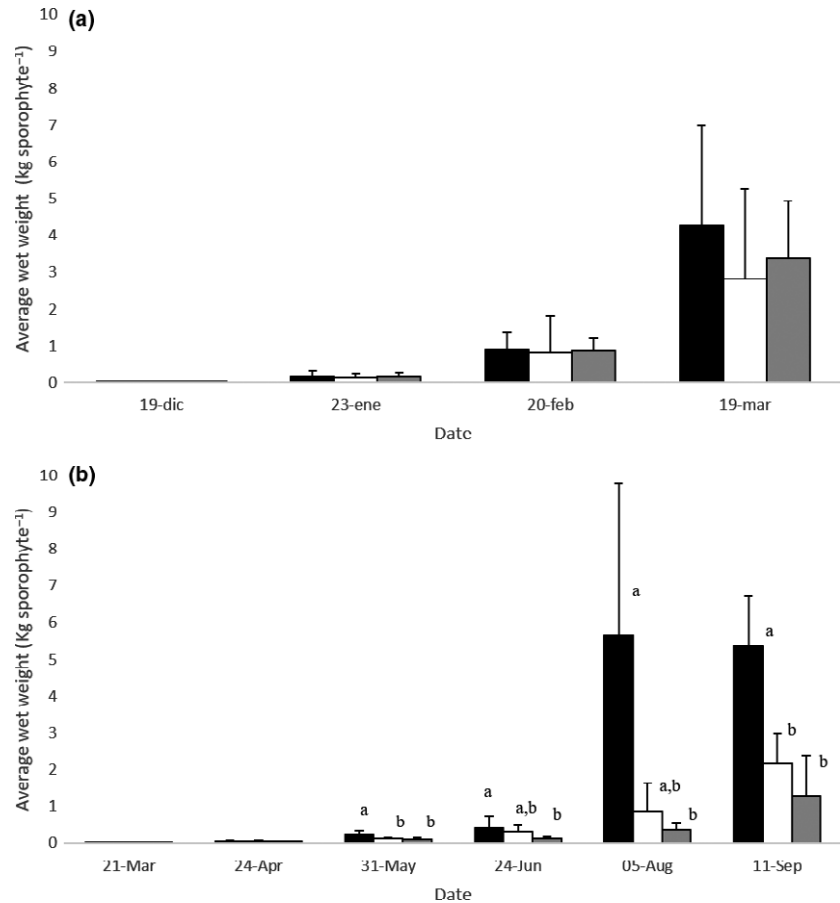 (a)
Average wet weight (kg sporophyte⁻¹)
10
9
8
7
6
5
4
3
2
1
0
19-dic 23-ene 20-feb 19-mar
Date
(b)
Average wet weight (Kg sporophyte⁻¹)
10
9
8
7
6
5
4
3
2
1
0
a b b a a,b b a a,b b a b b
21-Mar 24-Apr 31-May 24-Jun 05-Aug 11-Sep
Date